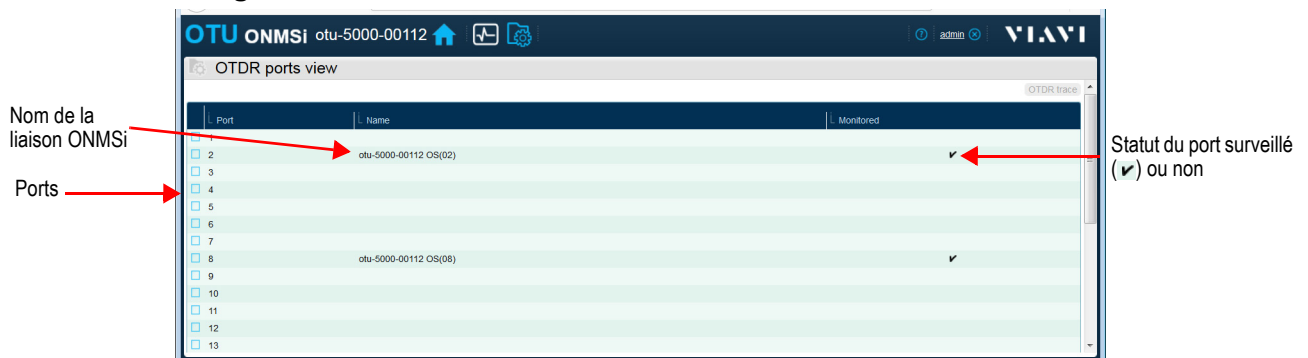 OTU ONMSi otu-5000-00112
? admin
VIAVI
OTDR ports view
OTDR trace
Port Name Monitored
1
2 otu-5000-00112 OS(02) ✔
3
4
5
6
7
8 otu-5000-00112 OS(08) ✔
9
10
11
12
13
Nom de la
liaison ONMSi
Ports
Statut du port surveillé
(✔) ou non